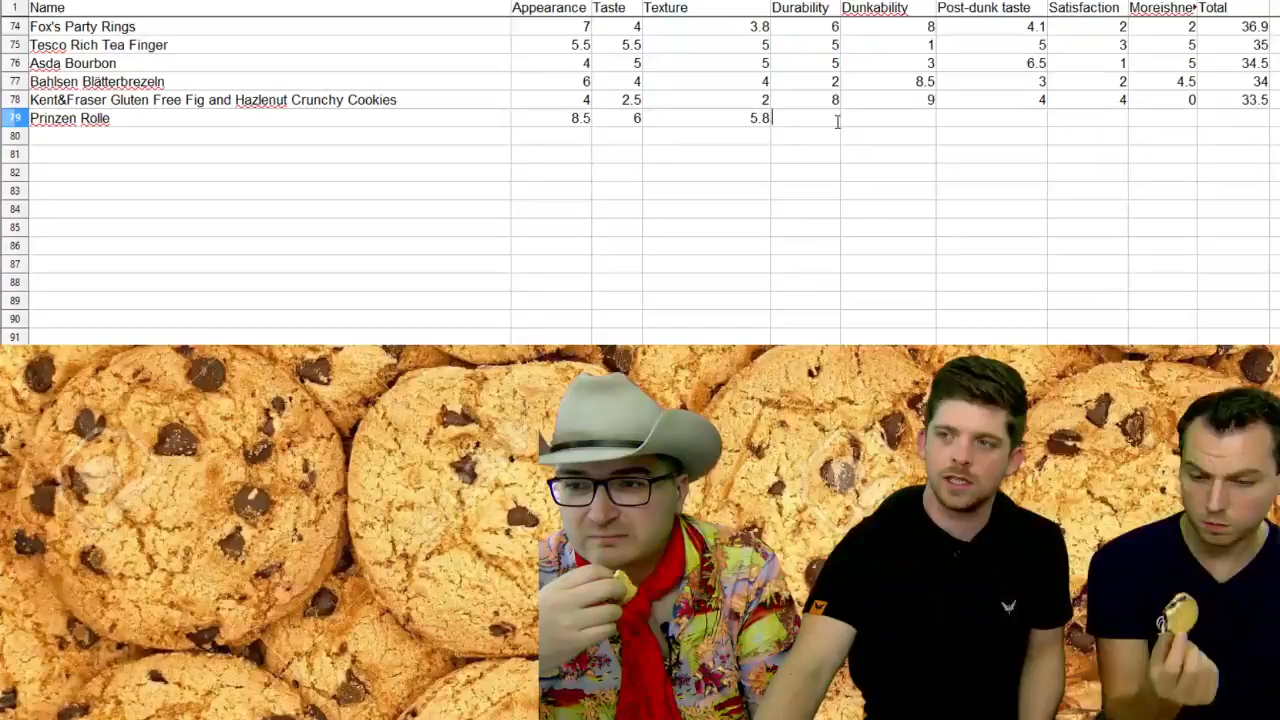 1 Name Appearance Taste Texture Durability Dunkability Post-dunk taste Satisfaction Moreishne Total
74 Fox's Party Rings 7 4 3.8 6 8 4.1 2 2 36.9
75 Tesco Rich Tea Finger 5.5 5.5 5 5 1 5 3 5 35
76 Asda Bourbon 4 5 5 5 3 6.5 1 5 34.5
77 Bahlsen Blätterbrezeln 6 4 4 2 8.5 3 2 4.5 34
78 Kent&Fraser Gluten Free Fig and Hazlenut Crunchy Cookies 4 2.5 2 8 9 4 4 0 33.5
79 Prinzen Rolle 8.5 6 5.8
80
81
82
83
84
85
86
87
88
89
90
91